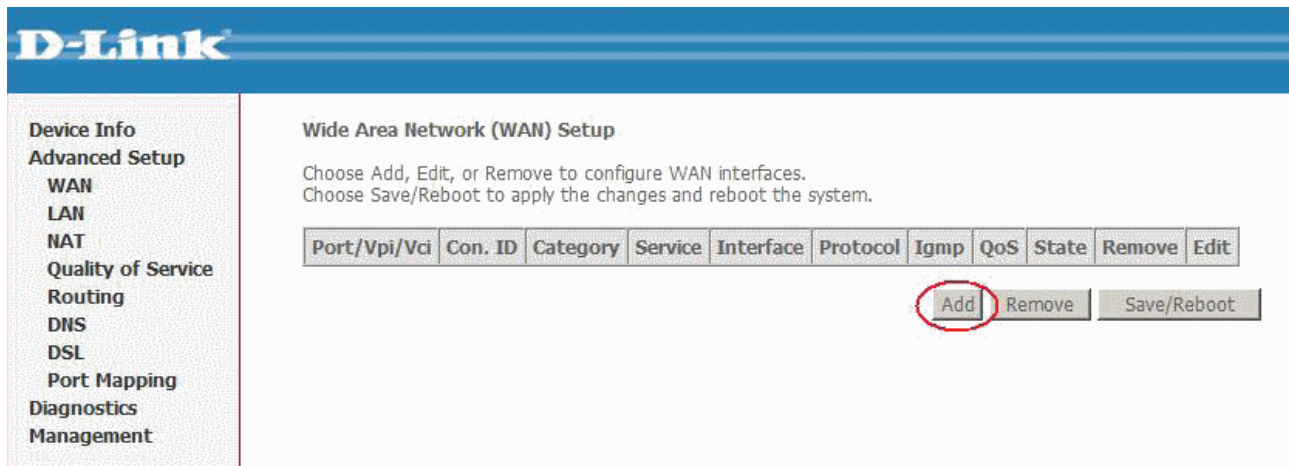 D-Link
Device Info
Advanced Setup
WAN
LAN
NAT
Quality of Service
Routing
DNS
DSL
Port Mapping
Diagnostics
Management
Wide Area Network (WAN) Setup
Choose Add, Edit, or Remove to configure WAN interfaces.
Choose Save/Reboot to apply the changes and reboot the system.
Port/Vpi/Vci Con. ID Category Service Interface Protocol Igmp QoS State Remove Edit
Add Remove Save/Reboot